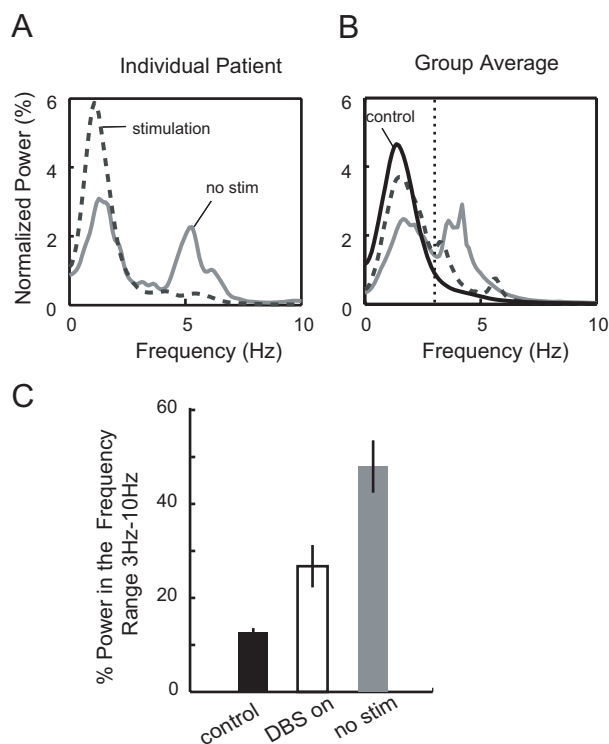 A
B
Individual Patient
Group Average
Normalized Power (%)
6
4
2
0
stimulation
no stim
0
5
10
Frequency (Hz)
6
4
2
0
control
0
5
10
Frequency (Hz)
C
% Power in the Frequency
Range 3Hz-10Hz
60
40
20
0
control
DBS on
no stim